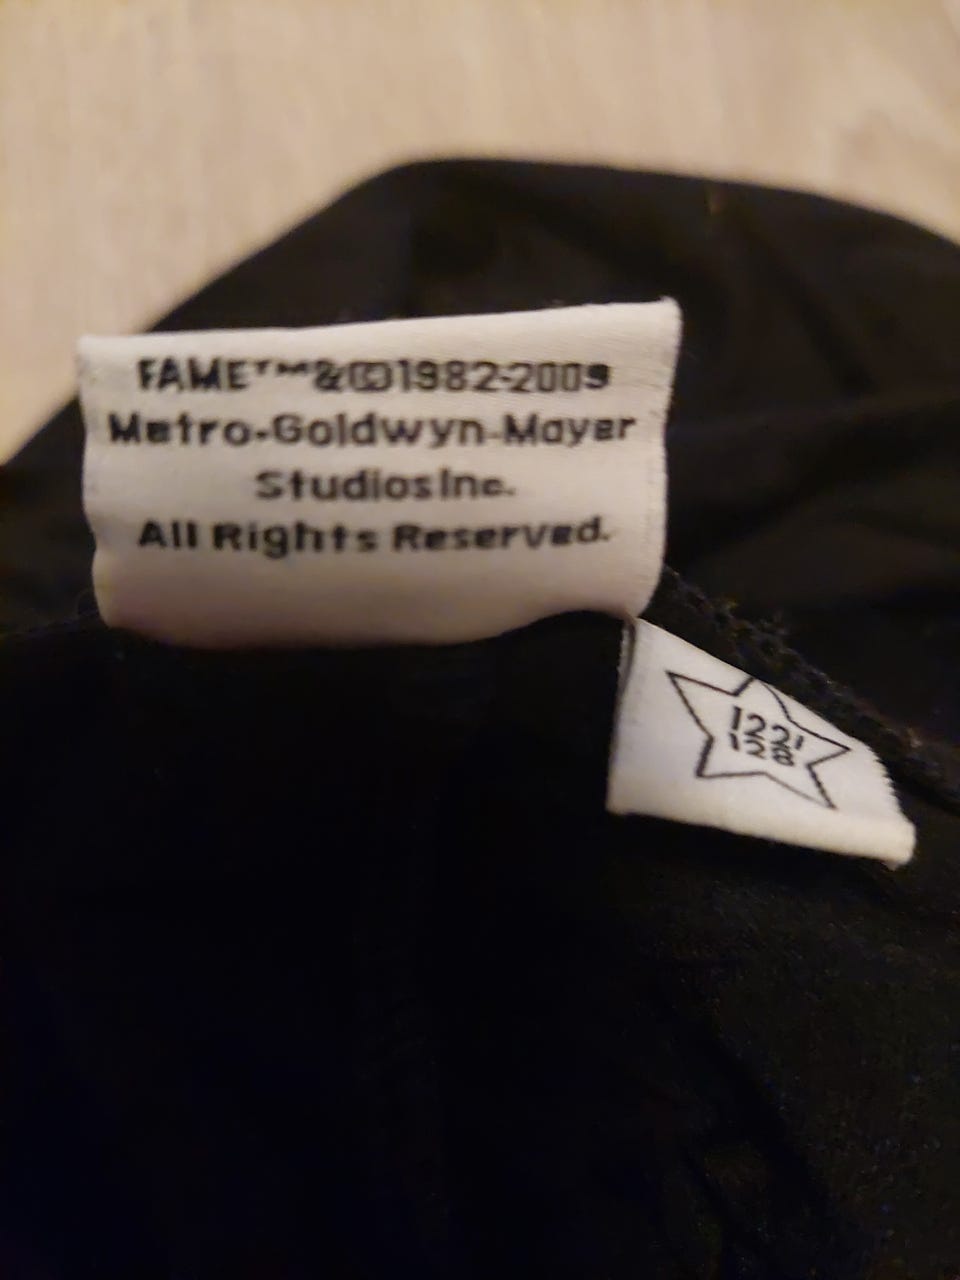 FAME™&©1982-2009
Metro-Goldwyn-Mayer
Studios Inc.
All Rights Reserved.
122/
128